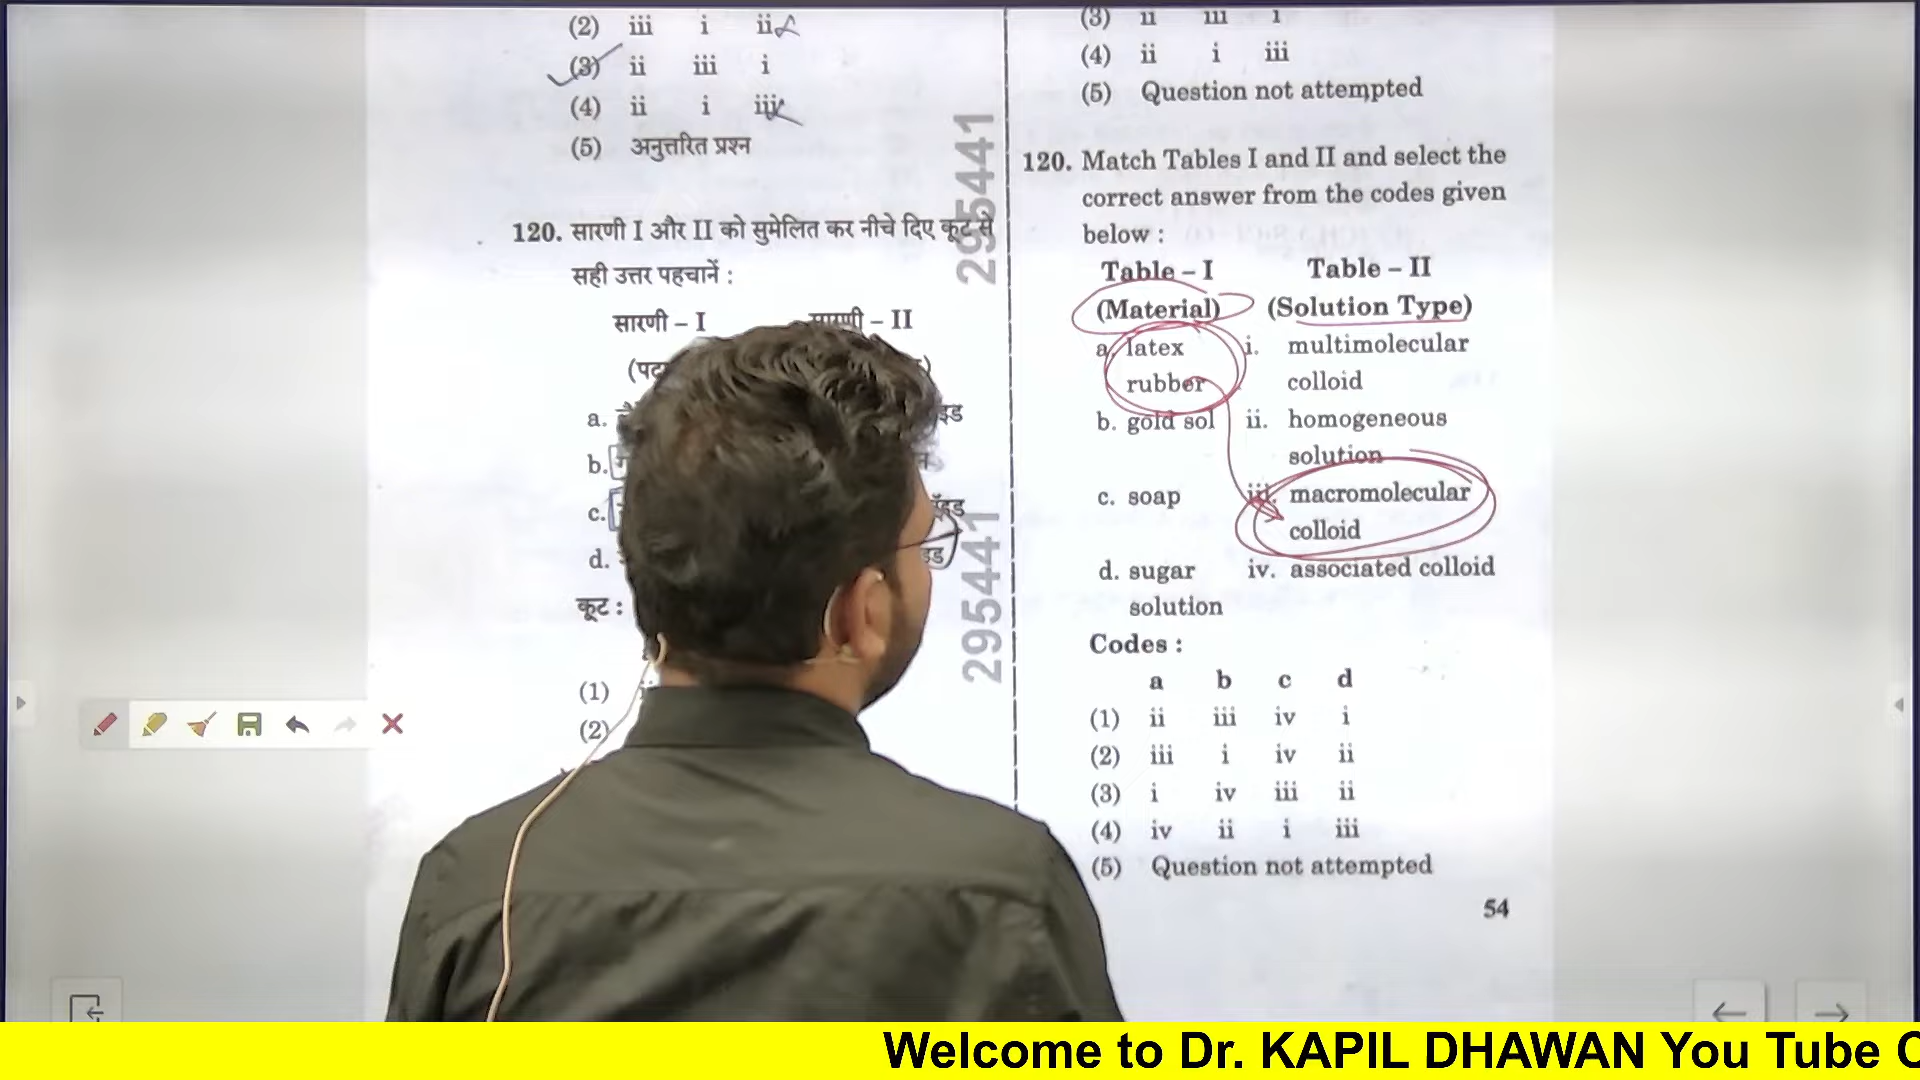 (2) iii i ii
(3) ii iii i
(4) ii i iii
(5) अनुत्तरित प्रश्न
120. सारणी I और II को सुमेलित कर नीचे दिए कूट से
सही उत्तर पहचानें :
सारणी – I – II
a.
b.
c.
d.
कूट :
(1)
(2)
295441
295441
(3) ii iii i
(4) ii i iii
(5) Question not attempted
120. Match Tables I and II and select the
correct answer from the codes given
below :
Table – I Table – II
(Material) (Solution Type)
a. latex i. multimolecular
rubber colloid
b. gold sol ii. homogeneous
solution
c. soap iii. macromolecular
colloid
d. sugar iv. associated colloid
solution
Codes :
a b c d
(1) ii iii iv i
(2) iii i iv ii
(3) i iv iii ii
(4) iv ii i iii
(5) Question not attempted
54
Welcome to Dr. KAPIL DHAWAN You Tube